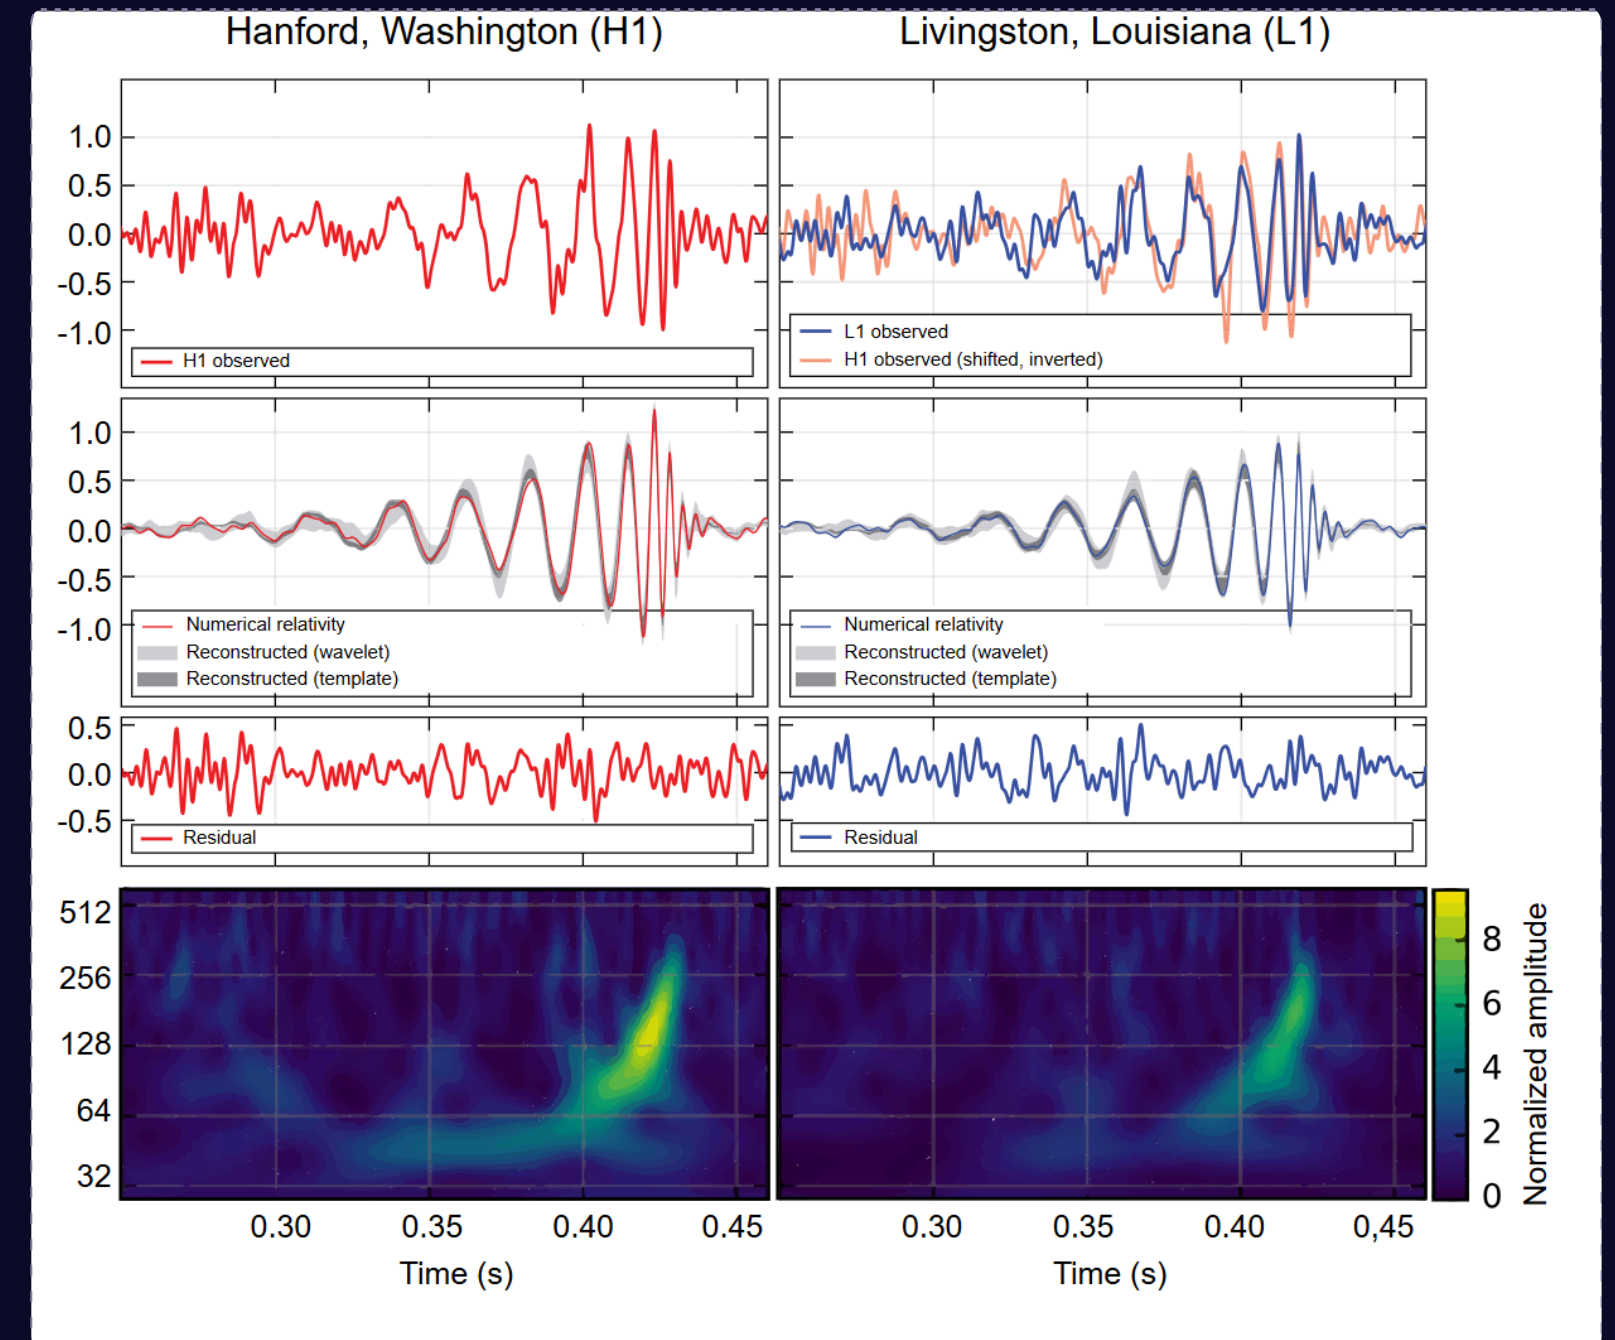 Hanford, Washington (H1)
Livingston, Louisiana (L1)
1.0
0.5
0.0
-0.5
-1.0
H1 observed
L1 observed
H1 observed (shifted, inverted)
1.0
0.5
0.0
-0.5
-1.0
Numerical relativity
Reconstructed (wavelet)
Reconstructed (template)
Numerical relativity
Reconstructed (wavelet)
Reconstructed (template)
0.5
0.0
-0.5
Residual
Residual
512
256
128
64
32
8
6
4
2
0
Normalized amplitude
0.30 0.35 0.40 0.45
0.30 0.35 0.40 0,45
Time (s)
Time (s)